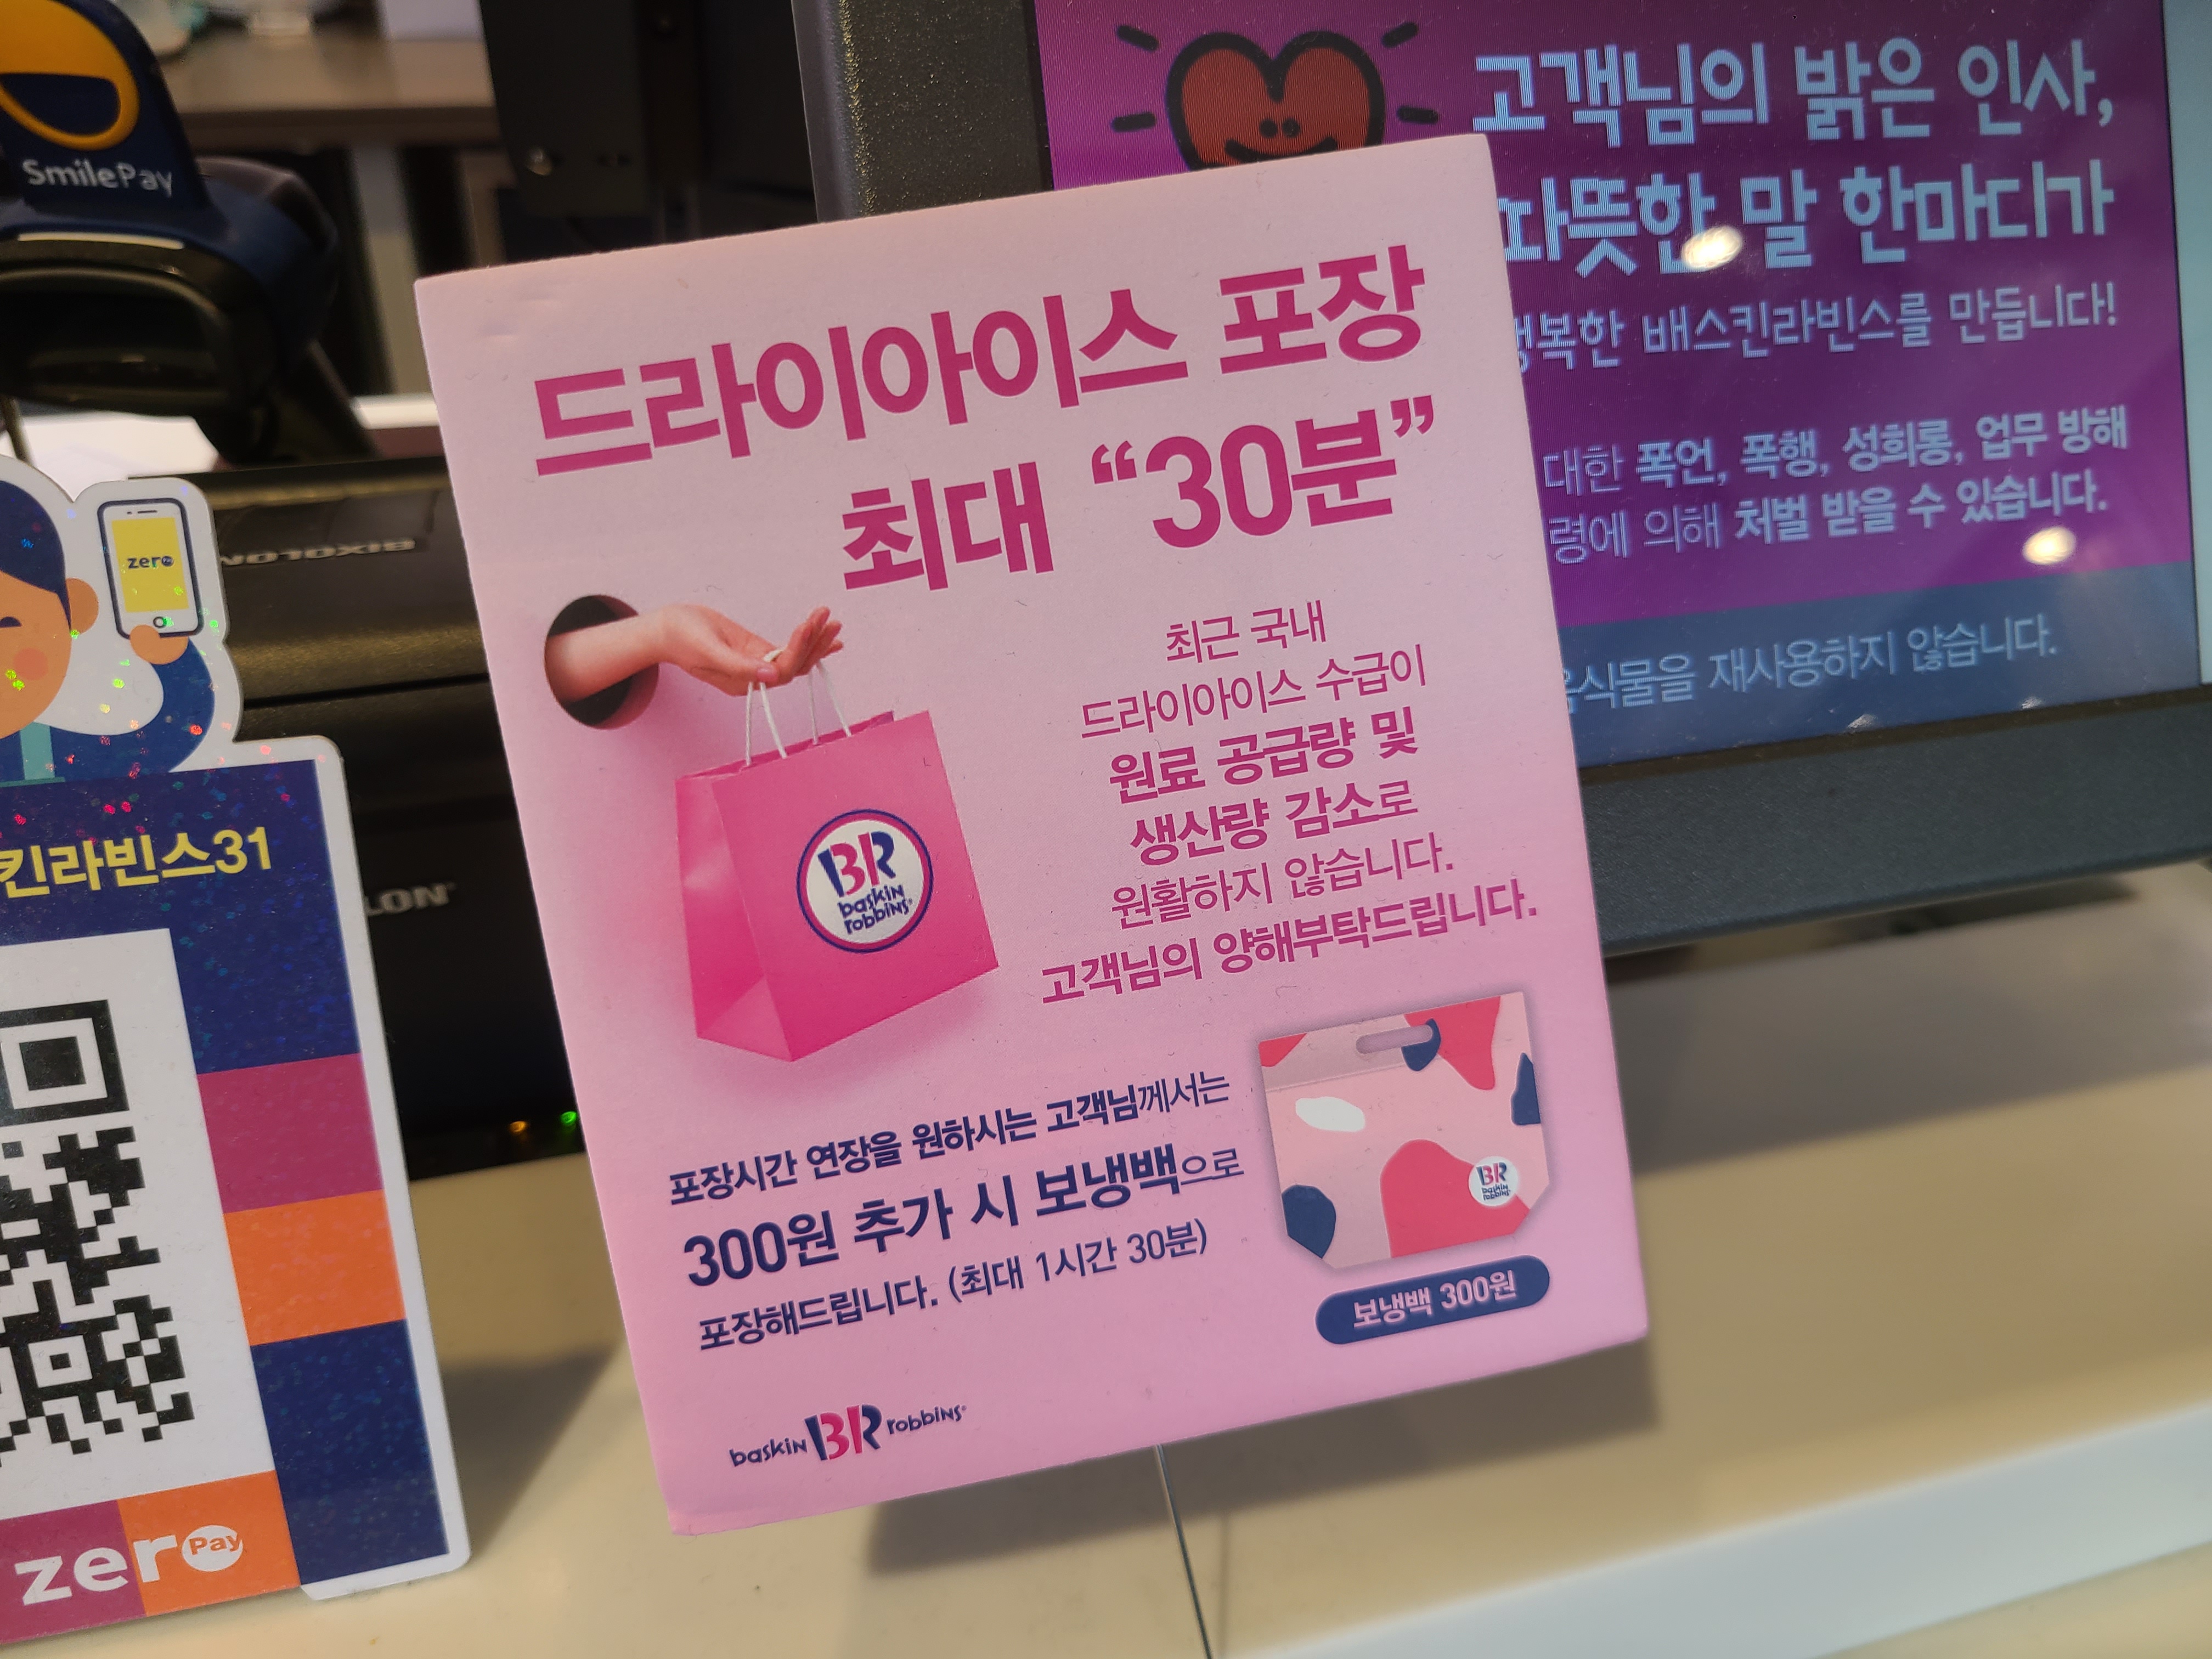 SmilePay
zero
BIXOLON
킨라빈스31
zero Pay
고객님의 밝은 인사,
따뜻한 말 한마디가
행복한 배스킨라빈스를 만듭니다!
대한 폭언, 폭행, 성희롱, 업무 방해
령에 의해 처벌 받을 수 있습니다.
음식물을 재사용하지 않습니다.
드라이아이스 포장
최대 “30분”
최근 국내
드라이아이스 수급이
원료 공급량 및
생산량 감소로
원활하지 않습니다.
고객님의 양해부탁드립니다.
BR
baskin
robbins
포장시간 연장을 원하시는 고객님께서는
300원 추가 시 보냉백으로
포장해드립니다. (최대 1시간 30분)
BR
baskin
robbins
보냉백 300원
baskin BR robbins